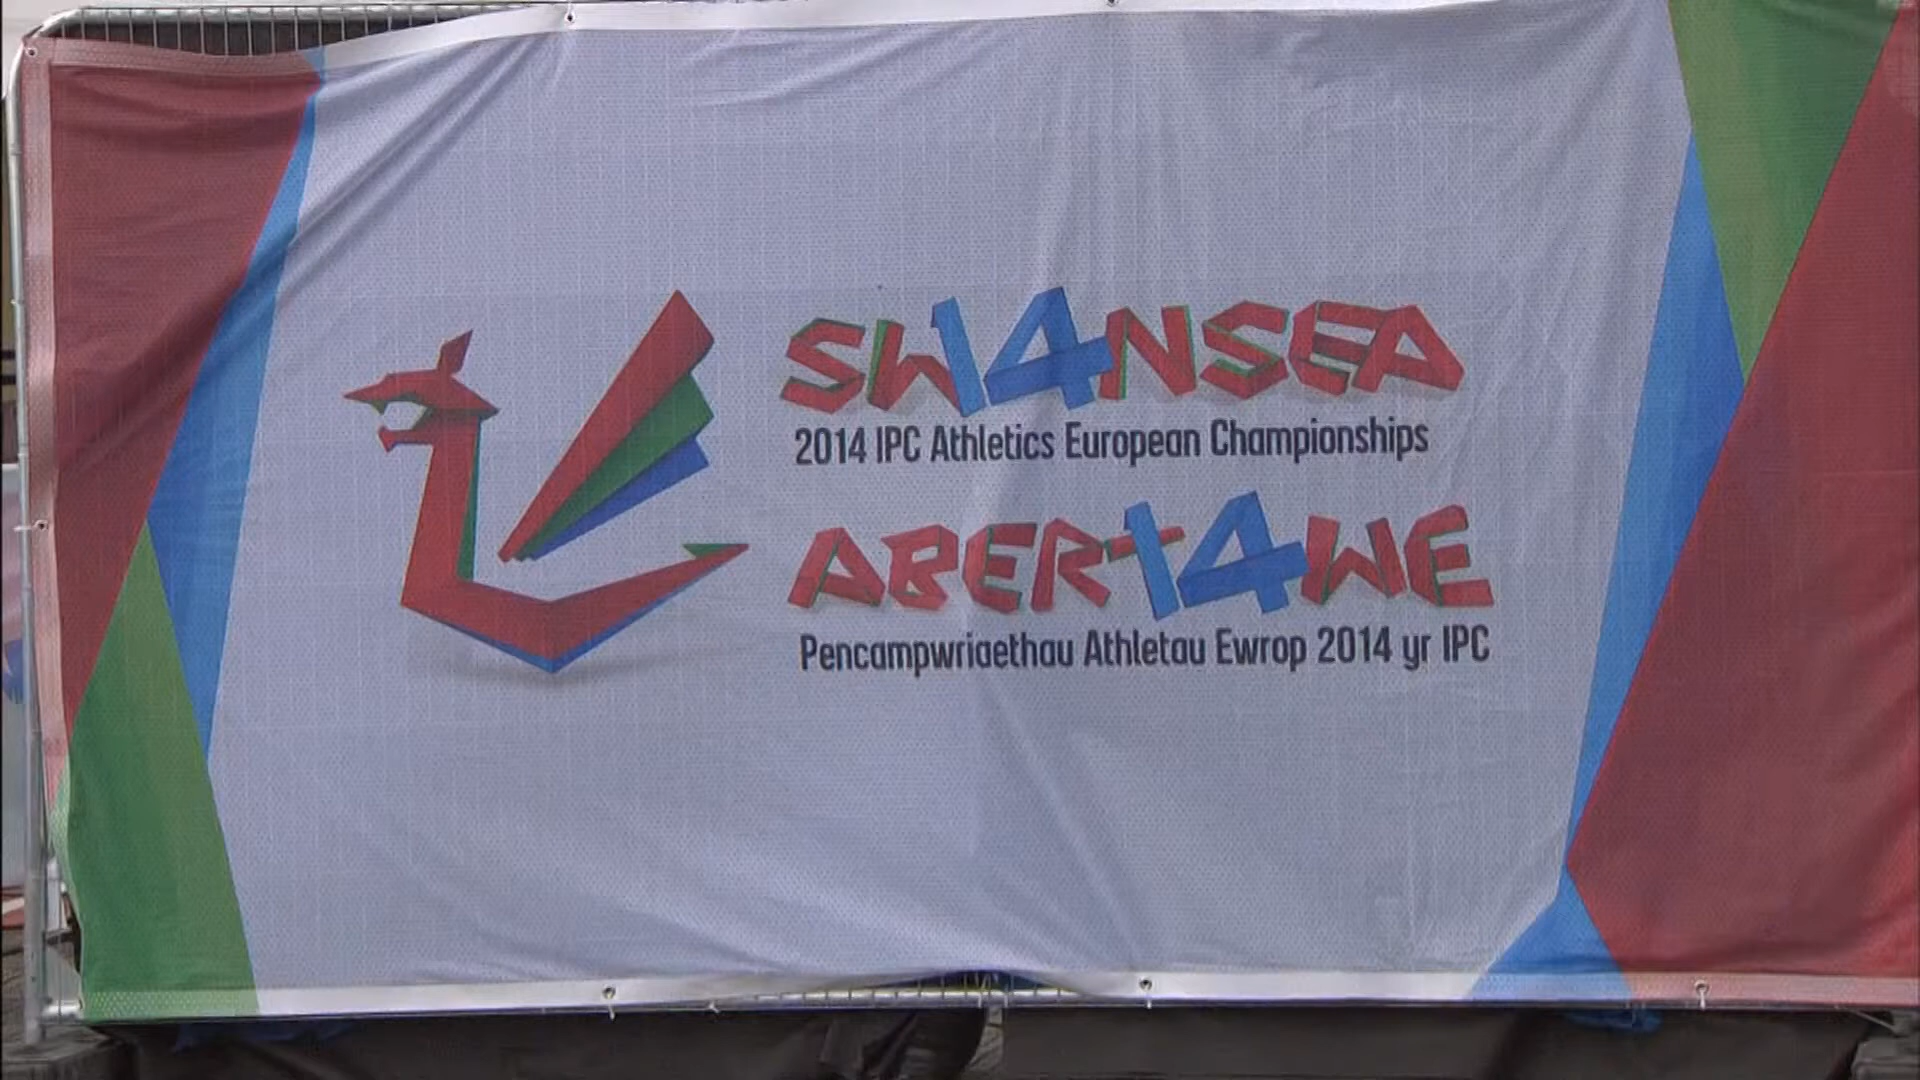 SW14NSEA
2014 IPC Athletics European Championships
ABERT14WE
Pencampwriaethau Athletau Ewrop 2014 yr IPC